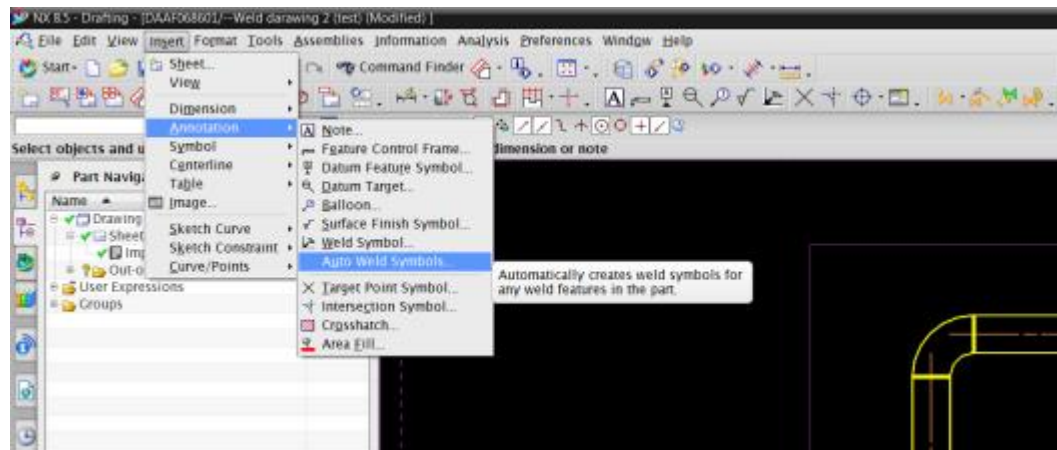 NX 8.5 - Drafting - [DAAF068601/--Weld darawing 2 (test) (Modified) ]
File Edit View Insert Format Tools Assemblies Information Analysis Preferences Window Help
Start
Command Finder
Sheet...
View
Dimension
Annotation
Symbol
Centerline
Table
Image...
Sketch Curve
Sketch Constraint
Curve/Points
Note...
Feature Control Frame...
Datum Feature Symbol...
Datum Target...
Balloon...
Surface Finish Symbol...
Weld Symbol...
Auto Weld Symbols...
Target Point Symbol...
Intersection Symbol...
Crosshatch...
Area Fill...
Automatically creates weld symbols for
any weld features in the part.
Select objects and u
dimension or note
Part Naviga
Name
Drawing
Sheet
Imp
Out-o
User Expressions
Groups